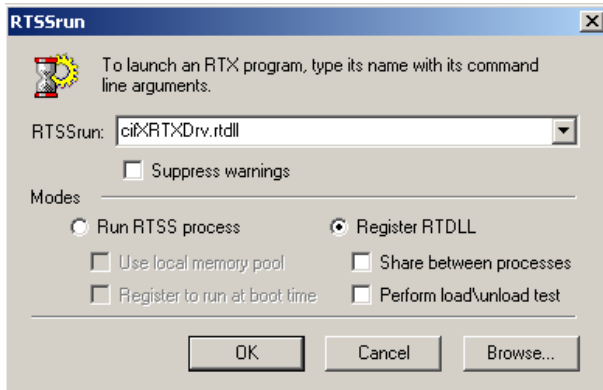 RTSSrun
To launch an RTX program, type its name with its command
line arguments.
RTSSrun: cifXRTXDrv.rtdll
Suppress warnings
Modes
Run RTSS process Register RTDLL
Use local memory pool Share between processes
Register to run at boot time Perform load\unload test
OK Cancel Browse...